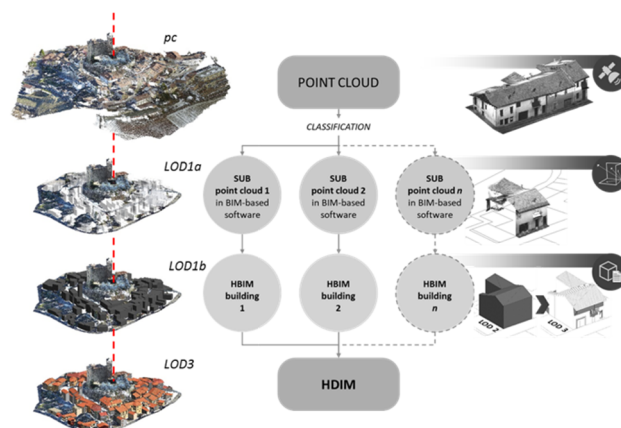 pc
LOD1a
LOD1b
LOD3
POINT CLOUD
CLASSIFICATION
SUB
point cloud 1
in BIM-based
software
SUB
point cloud 2
in BIM-based
software
SUB
point cloud n
in BIM-based
software
HBIM
building
1
HBIM
building
2
HBIM
building
n
HDIM
LOD 2
LOD 3